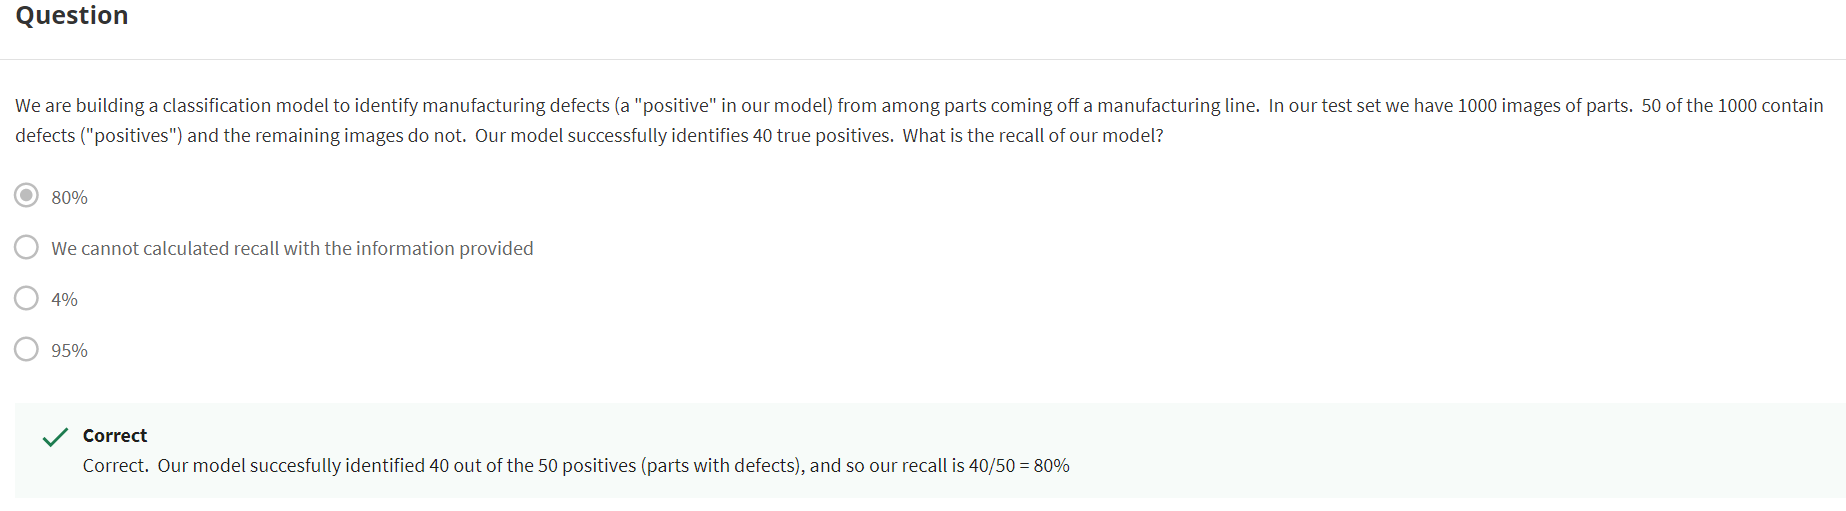 Question
We are building a classification model to identify manufacturing defects (a "positive" in our model) from among parts coming off a manufacturing line.  In our test set we have 1000 images of parts.  50 of the 1000 contain
defects ("positives") and the remaining images do not.  Our model successfully identifies 40 true positives.  What is the recall of our model?
80%
We cannot calculated recall with the information provided
4%
95%
Correct
Correct.  Our model succesfully identified 40 out of the 50 positives (parts with defects), and so our recall is 40/50 = 80%